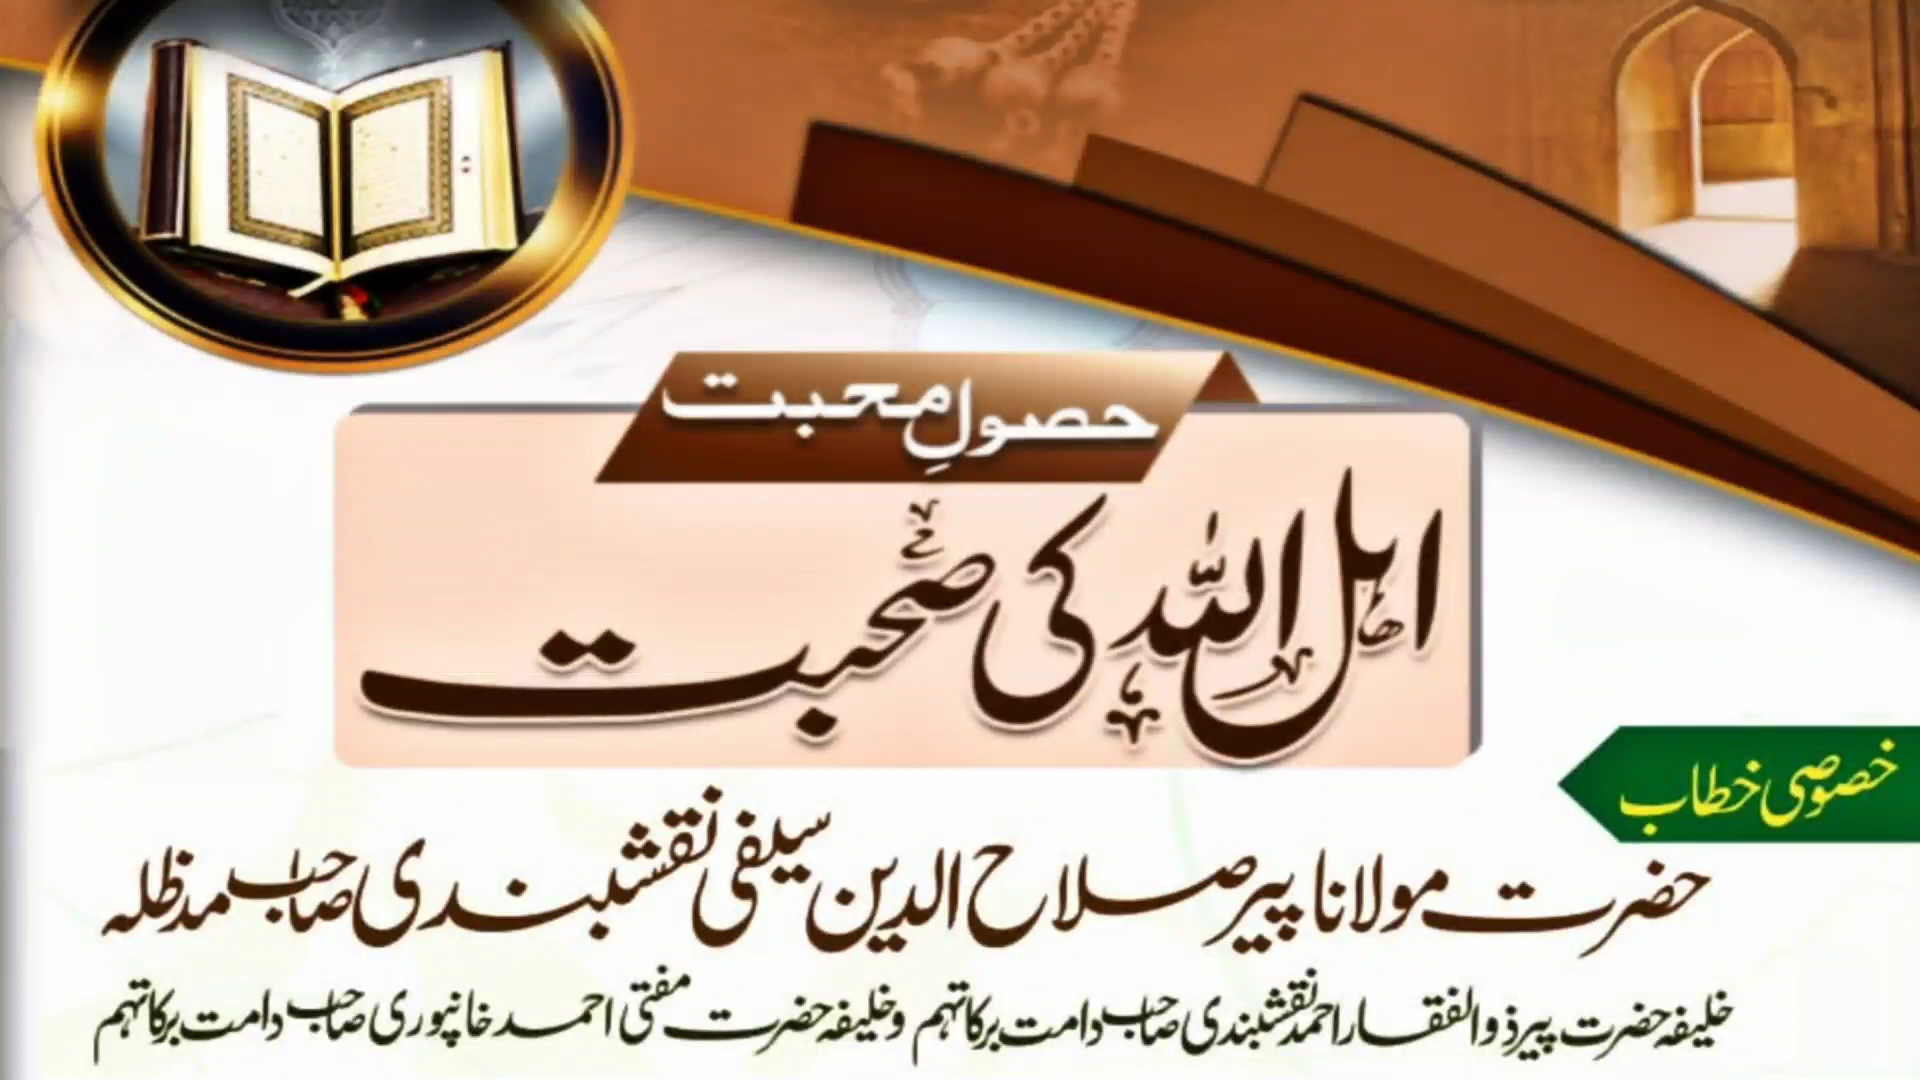 حصولِ محبت
اہل اللہ کی صحبت
خصوصی خطاب
حضرت مولانا پیر صلاح الدین سیفی نقشبندی صاحب مدظلہ
خلیفہ حضرت پیر ذوالفقار احمد نقشبندی صاحب دامت برکاتہم وخلیفہ حضرت مفتی احمد خانپوری صاحب دامت برکاتہم